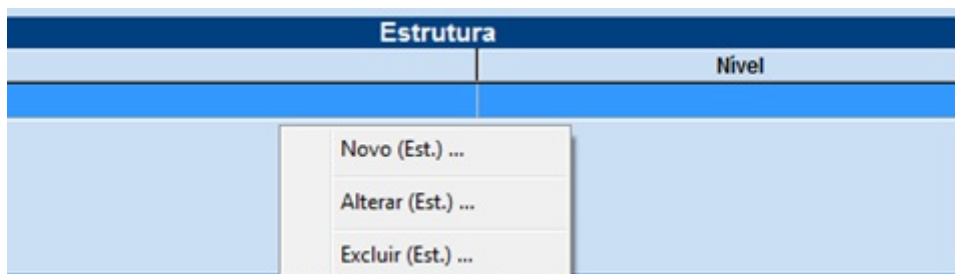 Estrutura
Nível
Novo (Est.) ...
Alterar (Est.) ...
Excluir (Est.) ...